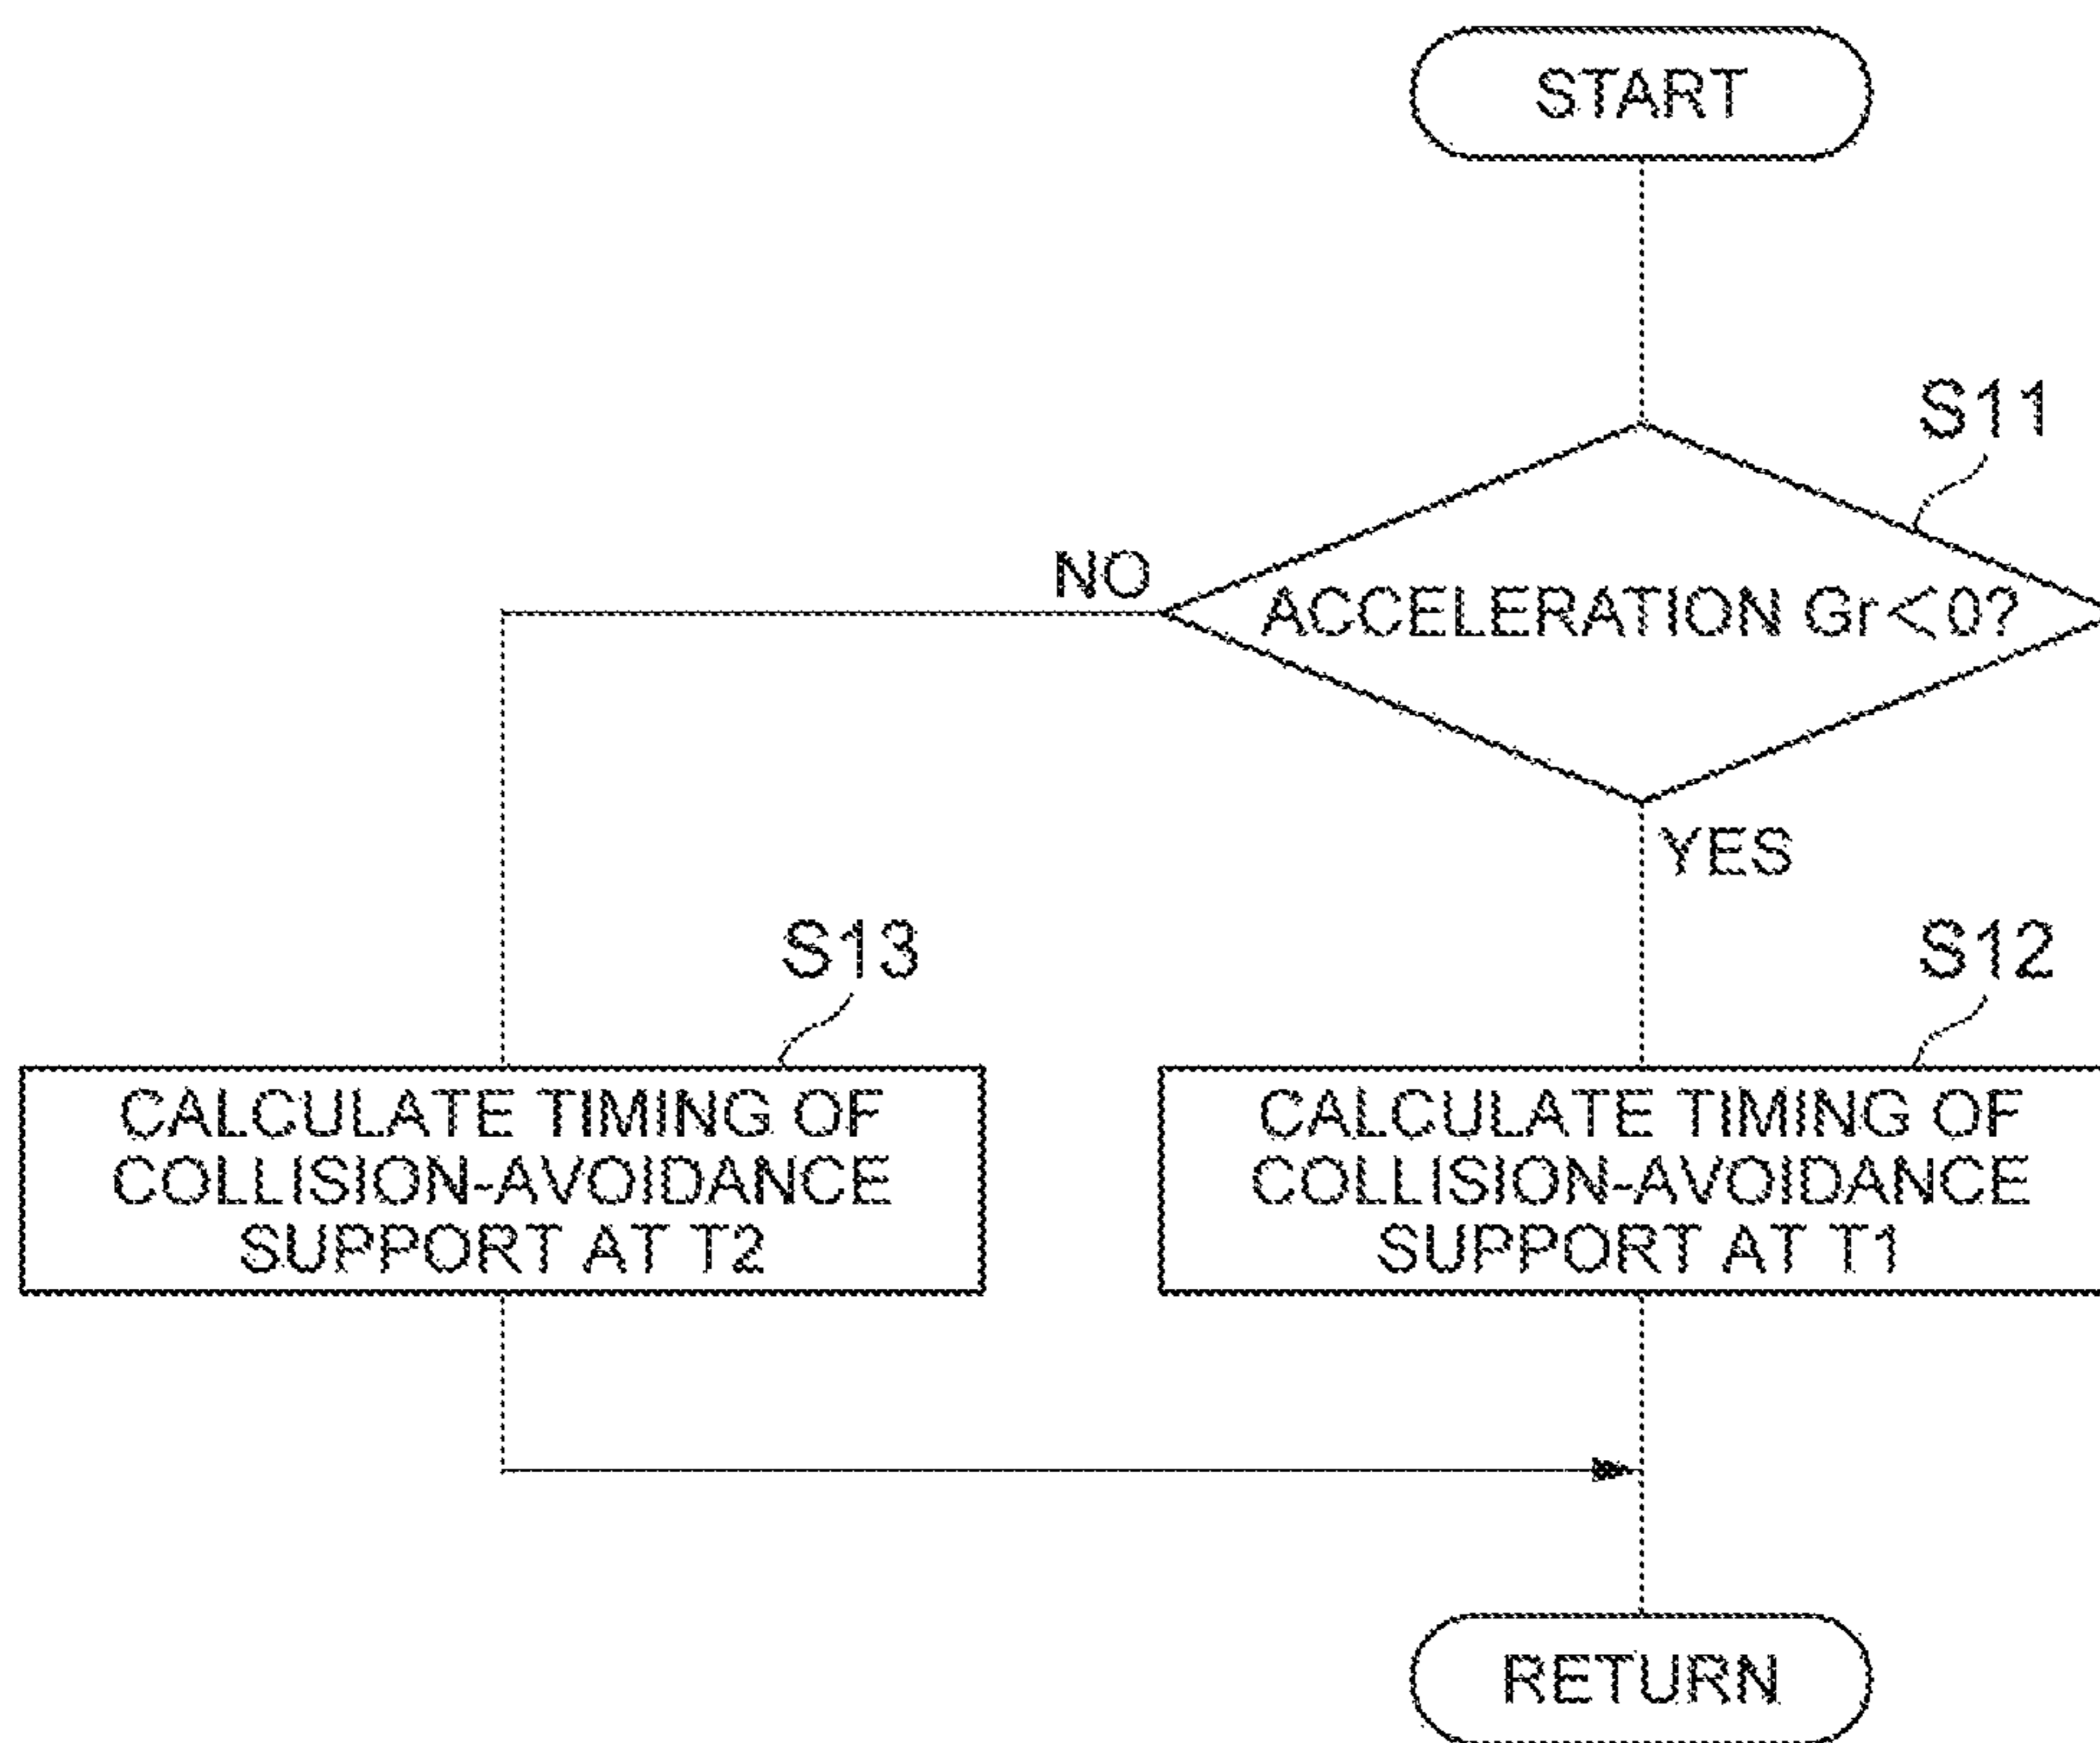 START
S11
NO
ACCELERATION Gr<0?
YES
S13
S12
CALCULATE TIMING OF
COLLISION-AVOIDANCE
SUPPORT AT T2
CALCULATE TIMING OF
COLLISION-AVOIDANCE
SUPPORT AT T1
RETURN